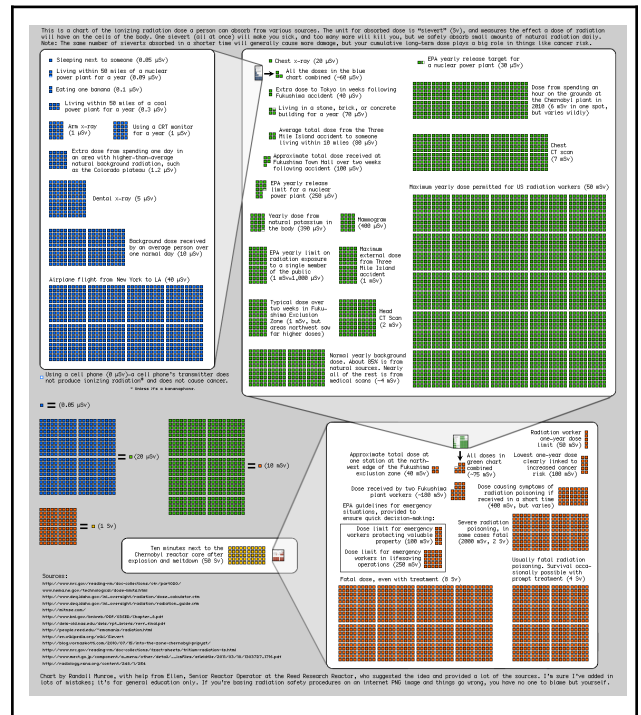 This is a chart of the ionizing radiation dose a person can absorb from various sources. The unit for absorbed dose is "sievert" (Sv), and measures the effect a dose of radiation
will have on the cells of the body. One sievert (all at once) will make you sick, and too many more will kill you, but we safely absorb small amounts of natural radiation daily.
Note: The same number of sieverts absorbed in a shorter time will generally cause more damage, but your cumulative long-term dose plays a big role in things like cancer risk.
Sleeping next to someone (0.05 μSv)
Living within 50 miles of a nuclear
power plant for a year (0.09 μSv)
Eating one banana (0.1 μSv)
Living within 50 miles of a coal
power plant for a year (0.3 μSv)
Arm x-ray
(1 μSv)
Using a CRT monitor
for a year (1 μSv)
Extra dose from spending one day in
an area with higher-than-average
natural background radiation, such
as the Colorado plateau (1.2 μSv)
Dental x-ray (5 μSv)
Background dose received
by an average person over
one normal day (10 μSv)
Airplane flight from New York to LA (40 μSv)
Using a cell phone (0 μSv)—a cell phone's transmitter does
not produce ionizing radiation* and does not cause cancer.
* Unless it's a bananaphone.
Chest x-ray (20 μSv)
All the doses in the blue
chart combined (~60 μSv)
Extra dose to Tokyo in weeks following
Fukushima accident (40 μSv)
Living in a stone, brick, or concrete
building for a year (70 μSv)
Average total dose from the Three
Mile Island accident to someone
living within 10 miles (80 μSv)
Approximate total dose received at
Fukushima Town Hall over two weeks
following accident (100 μSv)
EPA yearly release
limit for a nuclear
power plant (250 μSv)
Yearly dose from
natural potassium in
the body (390 μSv)
Mammogram
(400 μSv)
EPA yearly limit on
radiation exposure
to a single member
of the public
(1 mSv=1,000 μSv)
Maximum
external dose
from Three
Mile Island
accident
(1 mSv)
Typical dose over
two weeks in Fuku-
shima Exclusion
Zone (1 mSv, but
areas northwest saw
far higher doses)
Head
CT Scan
(2 mSv)
Normal yearly background
dose. About 85% is from
natural sources. Nearly
all of the rest is from
medical scans (~4 mSv)
EPA yearly release target for
a nuclear power plant (30 μSv)
Dose from spending an
hour on the grounds at
the Chernobyl plant in
2010 (6 mSv in one spot,
but varies wildly)
Chest
CT scan
(7 mSv)
Maximum yearly dose permitted for US radiation workers (50 mSv)
= (0.05 μSv)
= (20 μSv)
= (10 mSv)
= (1 Sv)
Ten minutes next to the
Chernobyl reactor core after
explosion and meltdown (50 Sv)
Radiation worker
one-year dose
limit (50 mSv)
Approximate total dose at
one station at the north-
west edge of the Fukushima
exclusion zone (40 mSv)
All doses in
green chart
combined
(~75 mSv)
Lowest one-year dose
clearly linked to
increased cancer
risk (100 mSv)
Dose received by two Fukushima
plant workers (~180 mSv)
Dose causing symptoms of
radiation poisoning if
received in a short time
(400 mSv, but varies)
EPA guidelines for emergency
situations, provided to
ensure quick decision-making:
Dose limit for emergency
workers protecting valuable
property (100 mSv)
Dose limit for emergency
workers in lifesaving
operations (250 mSv)
Severe radiation
poisoning, in
some cases fatal
(2000 mSv, 2 Sv)
Usually fatal radiation
poisoning. Survival occa-
sionally possible with
prompt treatment (4 Sv)
Fatal dose, even with treatment (8 Sv)
Sources:
http://www.nrc.gov/reading-rm/doc-collections/cfr/part020/
http://mitnse.com/
http://people.reed.edu/~emcmanis/radiation.html
http://en.wikipedia.org/wiki/Sievert
Chart by Randall Munroe, with help from Ellen, Senior Reactor Operator at the Reed Research Reactor, who suggested the idea and provided a lot of the sources. I'm sure I've added in
lots of mistakes; it's for general education only. If you're basing radiation safety procedures on an internet PNG image and things go wrong, you have no one to blame but yourself.